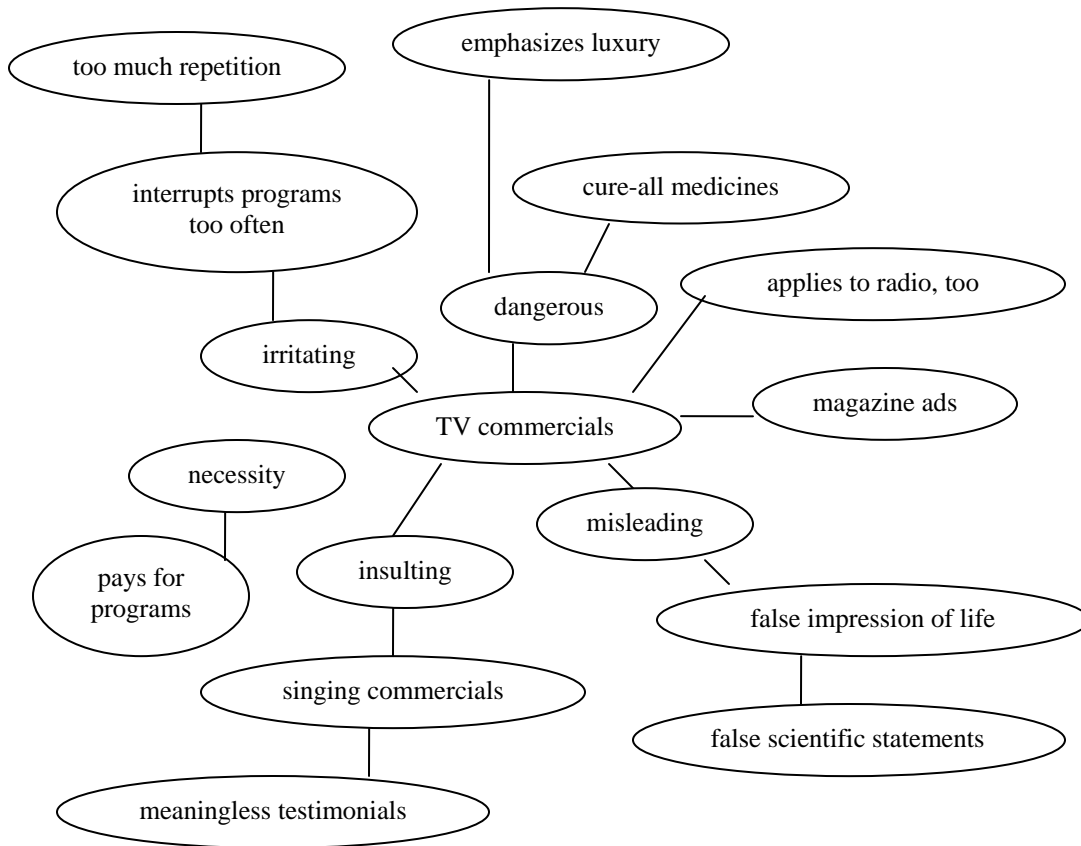 emphasizes luxury
too much repetition
cure-all medicines
interrupts programs
too often
applies to radio, too
dangerous
irritating
magazine ads
TV commercials
necessity
misleading
insulting
pays for
programs
false impression of life
singing commercials
false scientific statements
meaningless testimonials